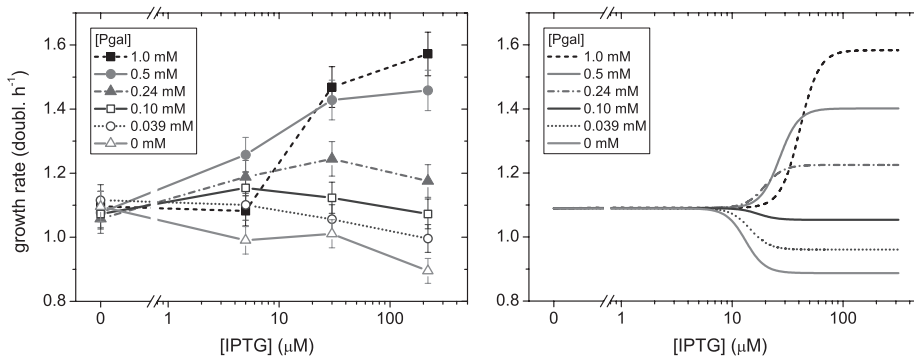 growth rate (doubl. h⁻¹)
1.6
1.4
1.2
1.0
0.8
[Pgal]
1.0 mM
0.5 mM
0.24 mM
0.10 mM
0.039 mM
0 mM
0 1 10 100
[IPTG] (μM)
1.6
1.4
1.2
1.0
0.8
[Pgal]
1.0 mM
0.5 mM
0.24 mM
0.10 mM
0.039 mM
0 mM
0 1 10 100
[IPTG] (μM)